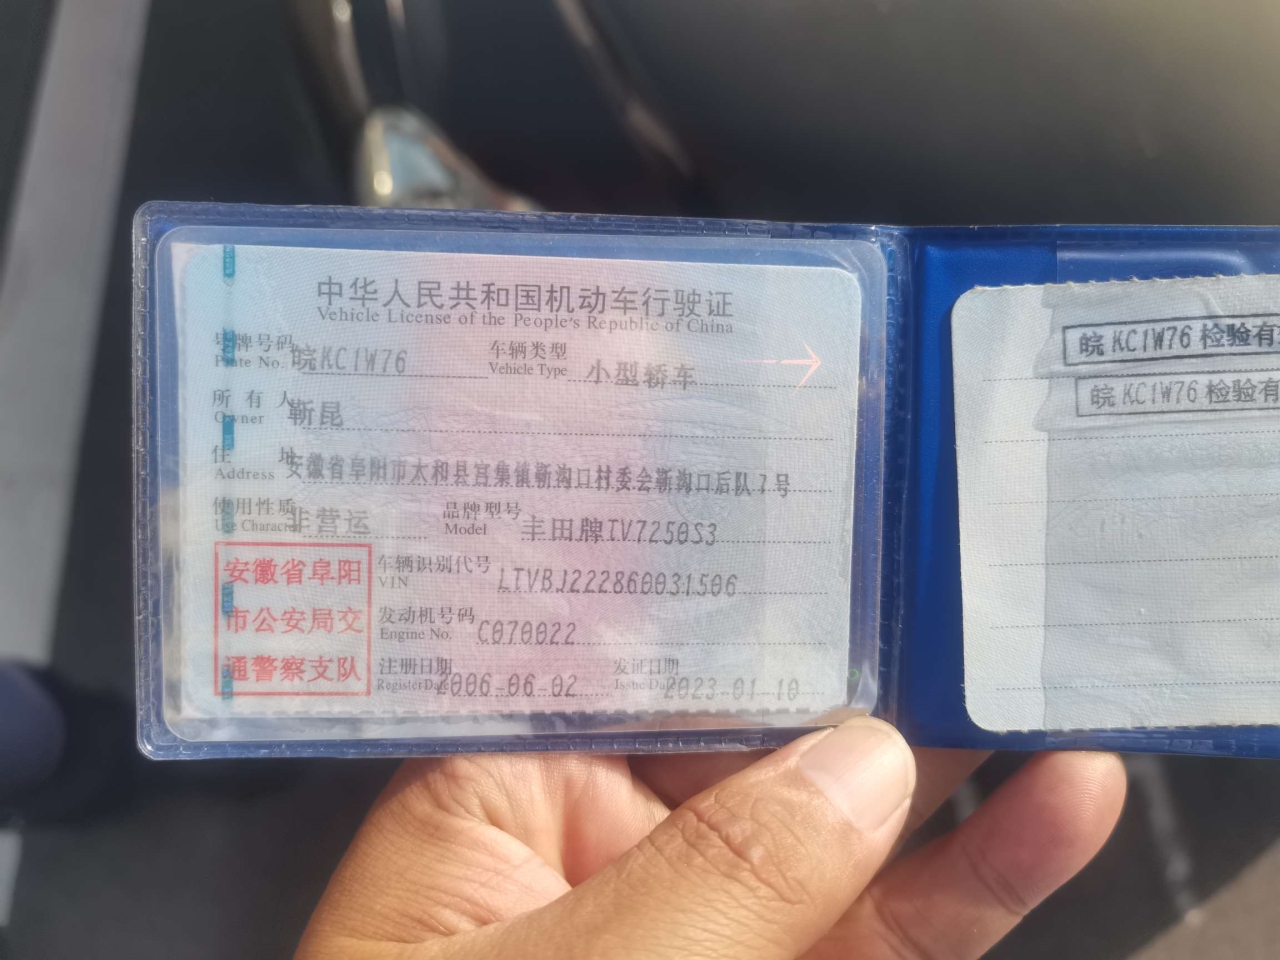 中华人民共和国机动车行驶证
Vehicle License of the People's Republic of China
号牌号码 皖KC1W76 车辆类型 小型轿车
Plate No. Vehicle Type
所有人 靳昆
Owner
住址 安徽省阜阳市太和县宫集镇靳沟口村委会靳沟口后队7号
Address
使用性质 非营运 品牌型号 丰田牌TV7250S3
Use Character Model
安徽省阜阳 车辆识别代号 LTVBJ222860031506
VIN
市公安局交 发动机号码 C070022
Engine No.
通警察支队 注册日期 2006-06-02 发证日期 2023-01-10
Register Date Issue Date
皖KC1W76 检验有
皖KC1W76 检验有